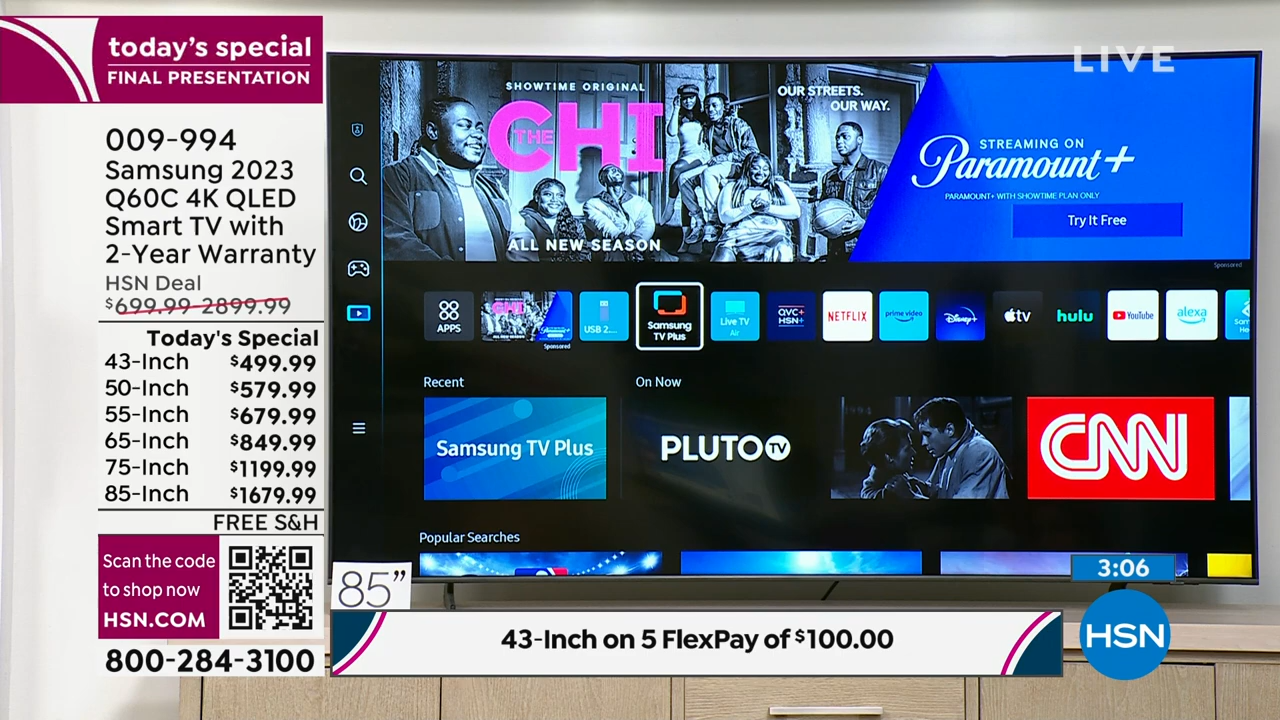 today's special
FINAL PRESENTATION
009-994
Samsung 2023
Q60C 4K QLED
Smart TV with
2-Year Warranty
HSN Deal
$699.99-2899.99
Today's Special
43-Inch $499.99
50-Inch $579.99
55-Inch $679.99
65-Inch $849.99
75-Inch $1199.99
85-Inch $1679.99
FREE S&H
Scan the code
to shop now
HSN.COM
800-284-3100
LIVE
SHOWTIME ORIGINAL
THE CHI
ALL NEW SEASON
OUR STREETS.
OUR WAY.
STREAMING ON
Paramount+
PARAMOUNT+ WITH SHOWTIME PLAN ONLY
Try It Free
Sponsored
APPS
CHI
Sponsored
USB 2....
Samsung
TV Plus
Live TV
Air
QVC+
HSN+
NETFLIX
prime video
Disney+
tv
hulu
YouTube
alexa
Recent
On Now
Samsung TV Plus
PLUTO TV
CNN
Popular Searches
85”
3:06
43-Inch on 5 FlexPay of $100.00
HSN